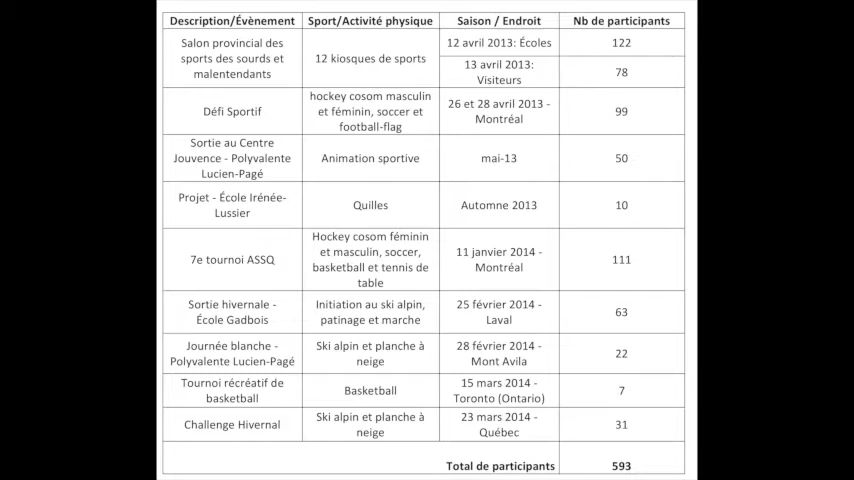 Description/Évènement Sport/Activité physique Saison / Endroit Nb de participants
Salon provincial des
sports des sourds et
malentendants
12 kiosques de sports
12 avril 2013: Écoles
122
13 avril 2013:
Visiteurs
78
Défi Sportif
hockey cosom masculin
et féminin, soccer et
football-flag
26 et 28 avril 2013 -
Montréal
99
Sortie au Centre
Jouvence - Polyvalente
Lucien-Pagé
Animation sportive
mai-13
50
Projet - École Irénée-
Lussier
Quilles
Automne 2013
10
7e tournoi ASSQ
Hockey cosom féminin
et masculin, soccer,
basketball et tennis de
table
11 janvier 2014 -
Montréal
111
Sortie hivernale -
École Gadbois
Initiation au ski alpin,
patinage et marche
25 février 2014 -
Laval
63
Journée blanche -
Polyvalente Lucien-Pagé
Ski alpin et planche à
neige
28 février 2014 -
Mont Avila
22
Tournoi récréatif de
basketball
Basketball
15 mars 2014 -
Toronto (Ontario)
7
Challenge Hivernal
Ski alpin et planche à
neige
23 mars 2014 -
Québec
31
Total de participants 593